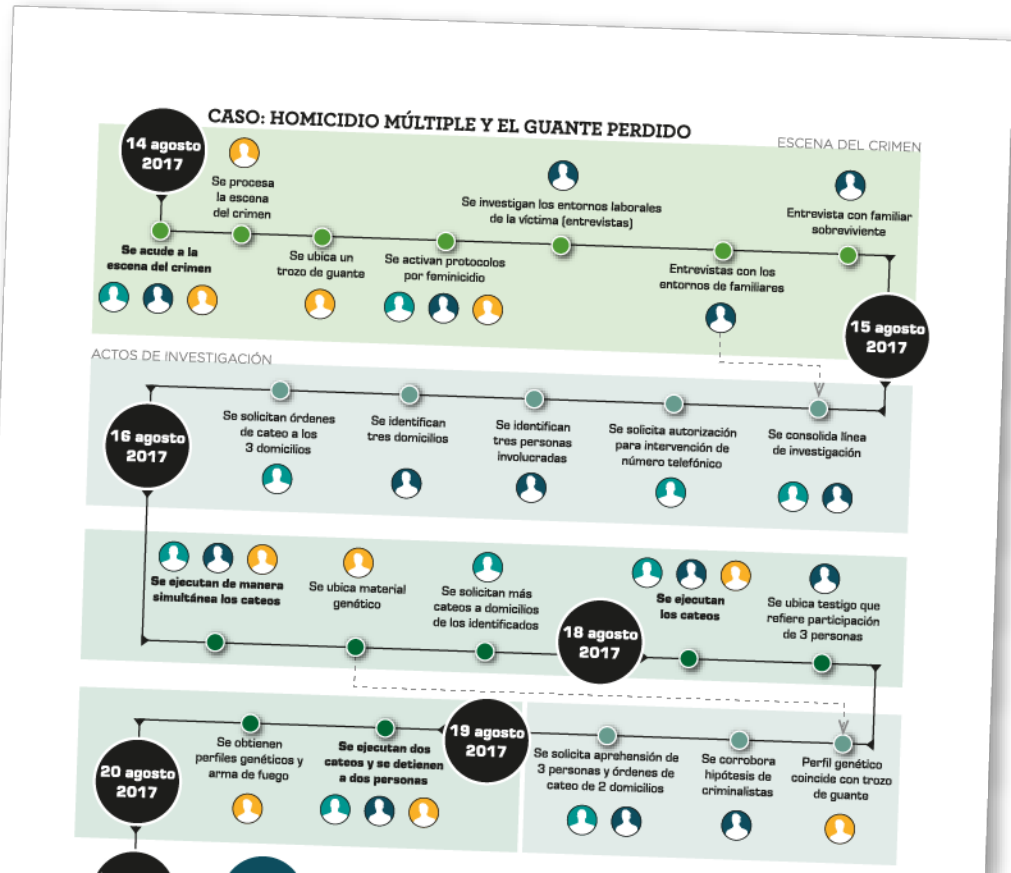 CASO: HOMICIDIO MÚLTIPLE Y EL GUANTE PERDIDO
ESCENA DEL CRIMEN
14 agosto
2017
Se acude a la
escena del crimen
Se procesa
la escena
del crimen
Se ubica un
trozo de guante
Se activan protocolos
por feminicidio
Se investigan los entornos laborales
de la víctima (entrevistas)
Entrevistas con los
entornos de familiares
Entrevista con familiar
sobreviviente
15 agosto
2017
ACTOS DE INVESTIGACIÓN
Se consolida línea
de investigación
Se solicita autorización
para intervención de
número telefónico
Se identifican
tres personas
involucradas
Se identifican
tres domicilios
Se solicitan órdenes
de cateo a los
3 domicilios
16 agosto
2017
Se ejecutan de manera
simultánea los cateos
Se ubica material
genético
Se solicitan más
cateos a domicilios
de los identificados
18 agosto
2017
Se ejecutan
los cateos
Se ubica testigo que
refiere participación
de 3 personas
Perfil genético
coincide con trozo
de guante
Se corrobora
hipótesis de
criminalistas
Se solicita aprehensión de
3 personas y órdenes de
cateo de 2 domicilios
19 agosto
2017
Se ejecutan dos
cateos y se detienen
a dos personas
Se obtienen
perfiles genéticos y
arma de fuego
20 agosto
2017